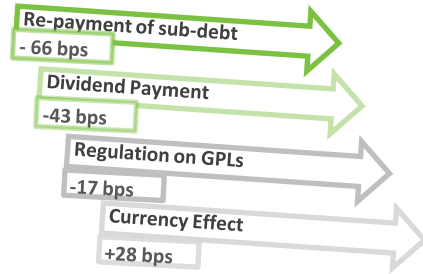 Re-payment of sub-debt
- 66 bps
Dividend Payment
-43 bps
Regulation on GPLs
-17 bps
Currency Effect
+28 bps